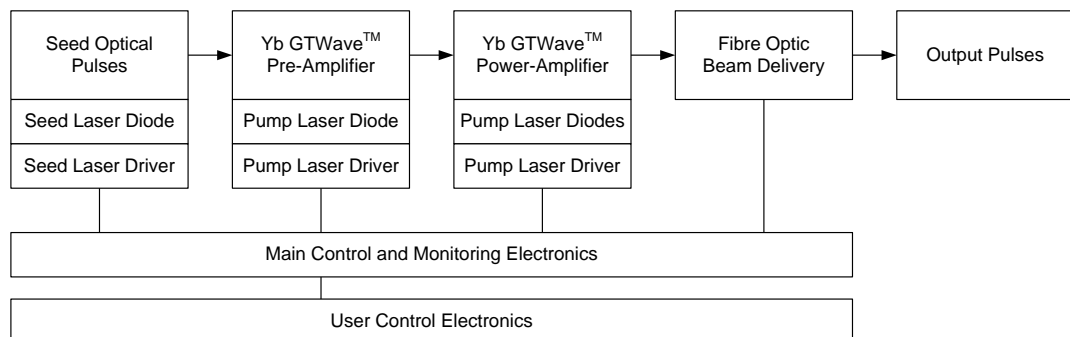 Seed Optical
Pulses
Yb GTWave™
Pre-Amplifier
Yb GTWave™
Power-Amplifier
Fibre Optic
Beam Delivery
Output Pulses
Seed Laser Diode
Pump Laser Diode
Pump Laser Diodes
Seed Laser Driver
Pump Laser Driver
Pump Laser Driver
Main Control and Monitoring Electronics
User Control Electronics